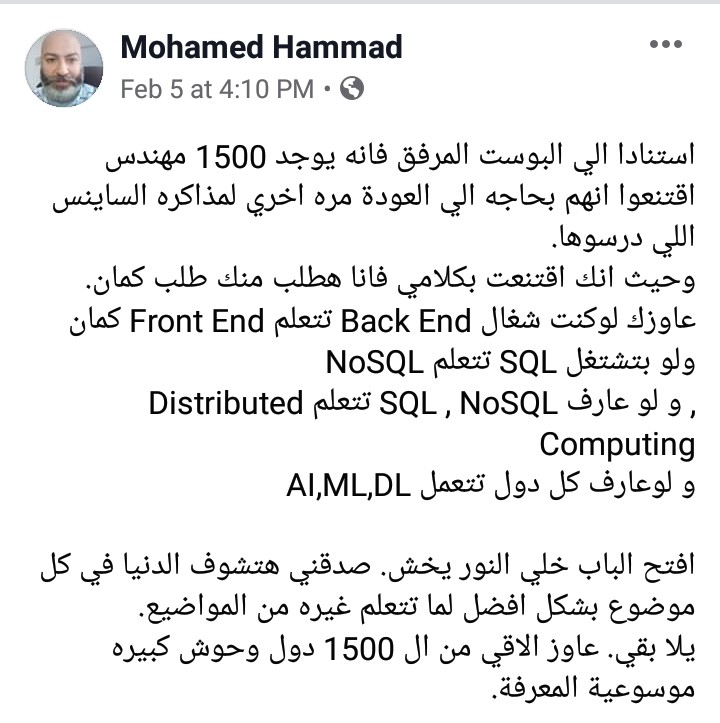 Mohamed Hammad
Feb 5 at 4:10 PM
استنادا الي البوست المرفق فانه يوجد 1500 مهندس
اقتنعوا انهم بحاجه الي العودة مره اخري لمذاكره الساينس
اللي درسوها.
وحيث انك اقتنعت بكلامي فانا هطلب منك طلب كمان.
عاوزك لوكنت شغال Back End تتعلم Front End كمان
ولو بتشتغل SQL تتعلم NoSQL
, و لو عارف SQL , NoSQL تتعلم Distributed
Computing
و لوعارف كل دول تتعمل AI,ML,DL
افتح الباب خلي النور يخش. صدقني هتشوف الدنيا في كل
موضوع بشكل افضل لما تتعلم غيره من المواضيع.
يلا بقي. عاوز الاقي من ال 1500 دول وحوش كبيره
موسوعية المعرفة.